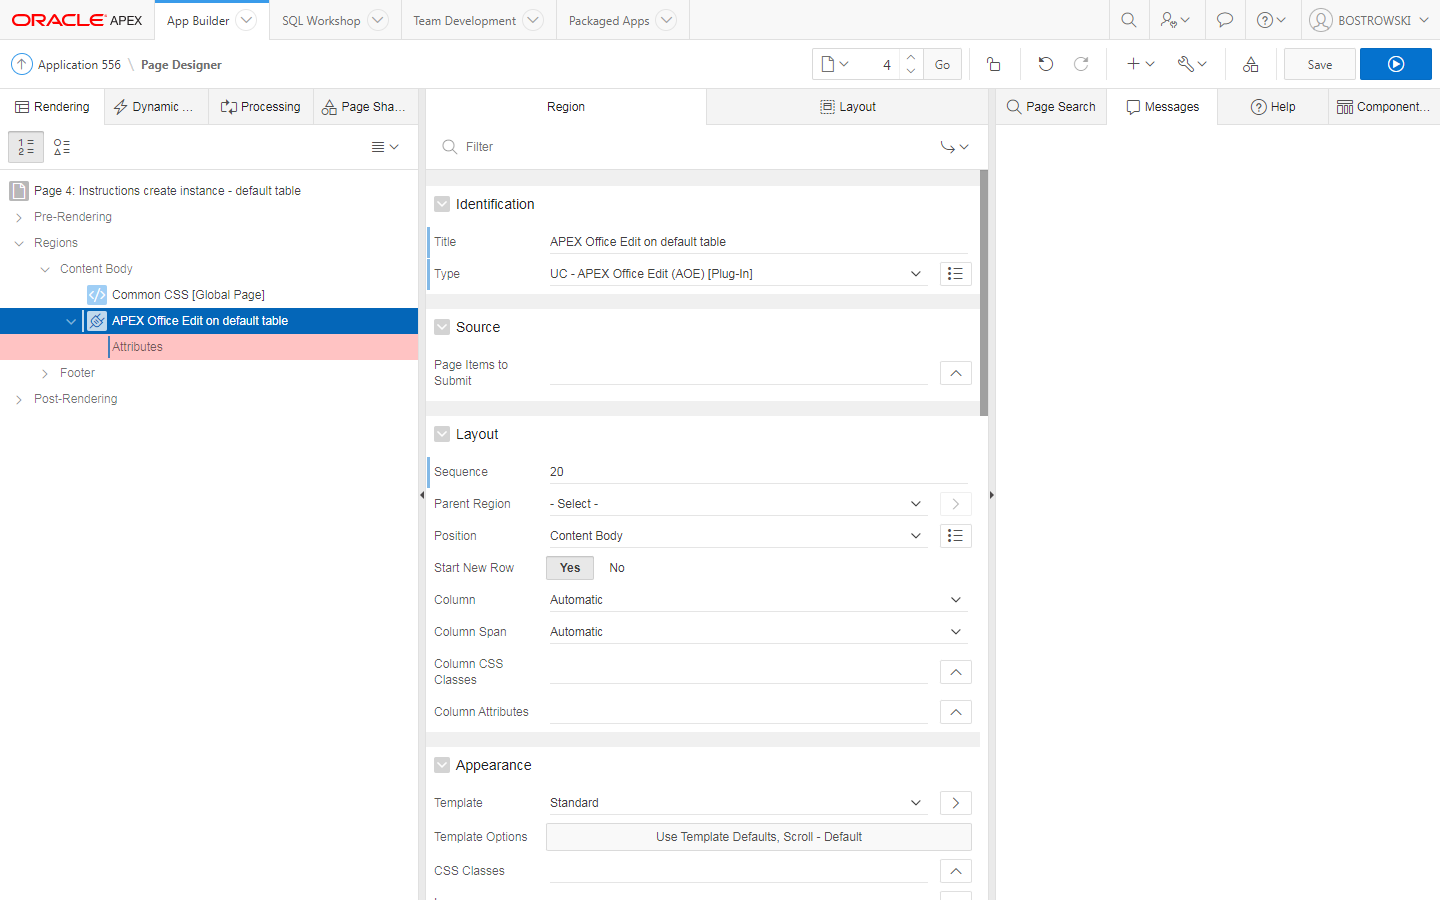 ORACLE APEX App Builder SQL Workshop Team Development Packaged Apps BOSTROWSKI
Application 556 \ Page Designer 4 Go Save
Rendering Dynamic ... Processing Page Sha... Region Layout Page Search Messages Help Component...
Filter
Page 4: Instructions create instance - default table
Pre-Rendering
Regions
Content Body
Common CSS [Global Page]
APEX Office Edit on default table
Attributes
Footer
Post-Rendering
Identification
Title APEX Office Edit on default table
Type UC - APEX Office Edit (AOE) [Plug-In]
Source
Page Items to
Submit
Layout
Sequence 20
Parent Region - Select -
Position Content Body
Start New Row Yes No
Column Automatic
Column Span Automatic
Column CSS
Classes
Column Attributes
Appearance
Template Standard
Template Options Use Template Defaults, Scroll - Default
CSS Classes